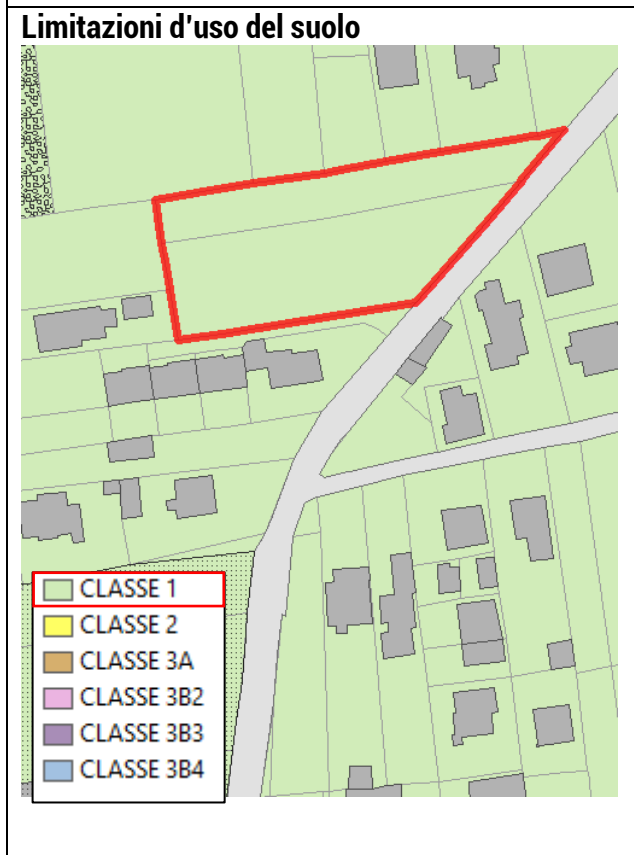 Limitazioni d'uso del suolo
CLASSE 1
CLASSE 2
CLASSE 3A
CLASSE 3B2
CLASSE 3B3
CLASSE 3B4